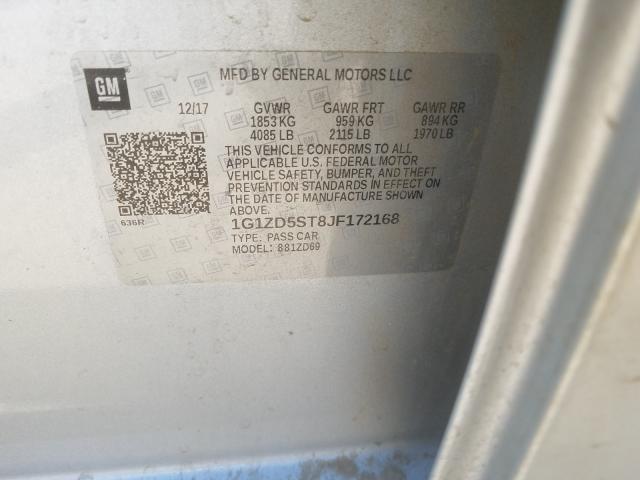 GM
MFD BY GENERAL MOTORS LLC
12/17 GVWR GAWR FRT GAWR RR
1853 KG 959 KG 894 KG
4085 LB 2115 LB 1970 LB
THIS VEHICLE CONFORMS TO ALL
APPLICABLE U.S. FEDERAL MOTOR
VEHICLE SAFETY, BUMPER, AND THEFT
PREVENTION STANDARDS IN EFFECT ON
THE DATE OF MANUFACTURE SHOWN
ABOVE.
636R
1G1ZD5ST8JF172168
TYPE: PASS CAR
MODEL: 881ZD69